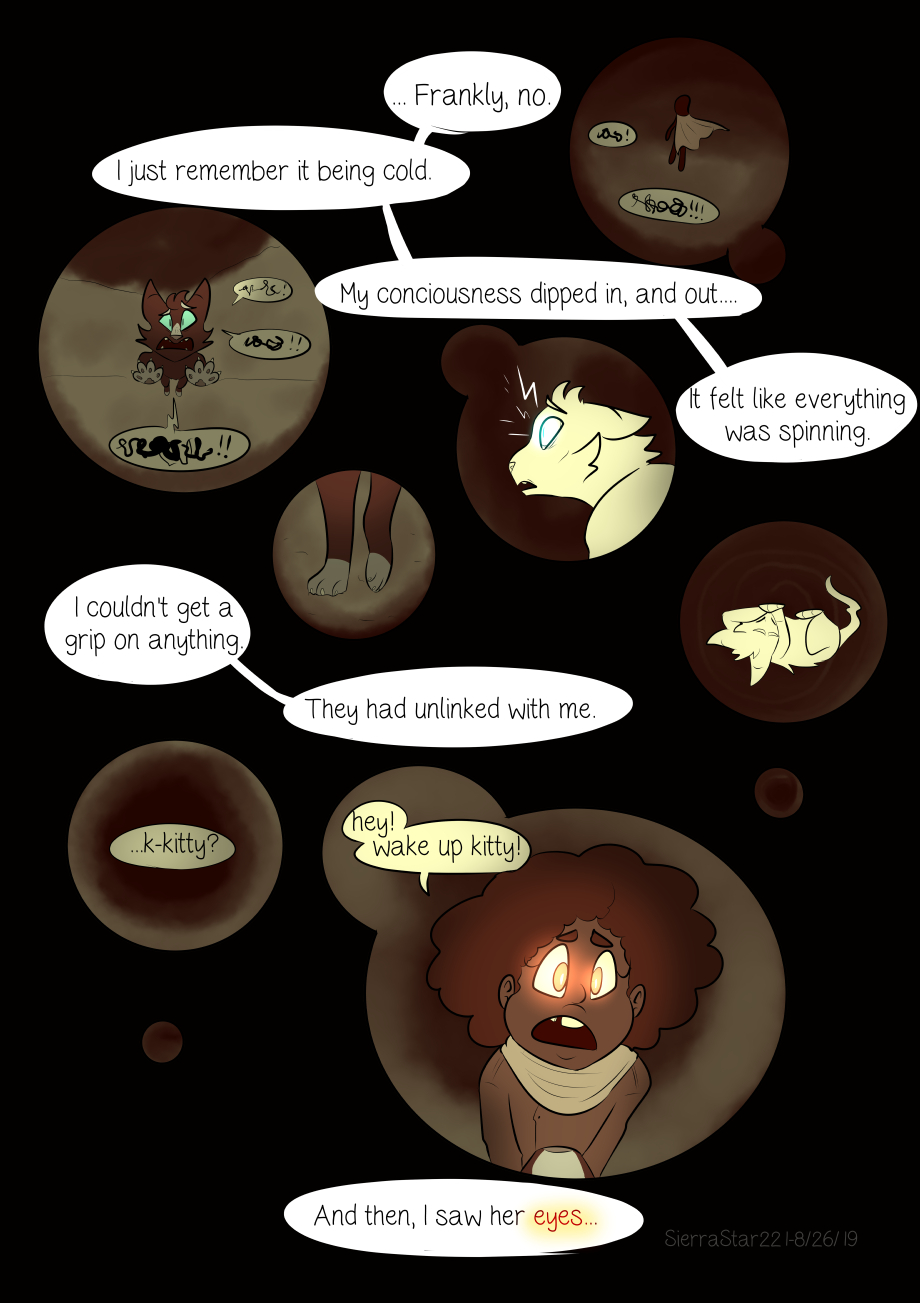 ... Frankly, no.
I just remember it being cold.
My conciousness dipped in, and out....
It felt like everything
was spinning.
I couldn't get a
grip on anything.
They had unlinked with me.
...k-kitty?
hey!
wake up kitty!
And then, I saw her eyes...
SierraStar221-8/26/19